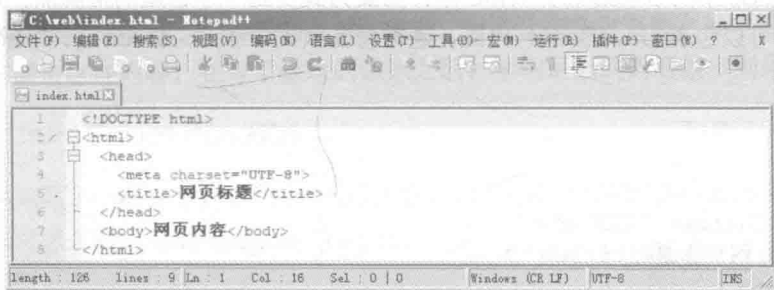 C:\web\index.html - Notepad++
文件(F) 编辑(E) 搜索(S) 视图(V) 编码(N) 语言(L) 设置(T) 工具(O) 宏(M) 运行(R) 插件(P) 窗口(W) ? X
index.html
1 <!DOCTYPE html>
2 <html>
3 <head>
4 <meta charset="UTF-8">
5 <title>网页标题</title>
6 </head>
7 <body>网页内容</body>
8 </html>
length : 126 lines : 9 Ln : 1 Col : 16 Sel : 0 | 0 Windows (CR LF) UTF-8 INS